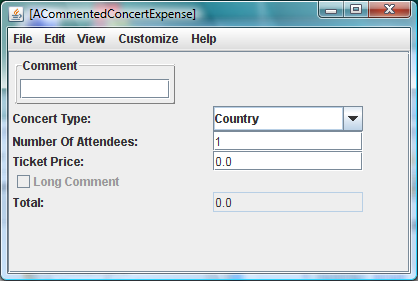 [ACommentedConcertExpense]
File Edit View Customize Help
Comment
Concert Type: Country
Number Of Attendees: 1
Ticket Price: 0.0
Long Comment
Total: 0.0